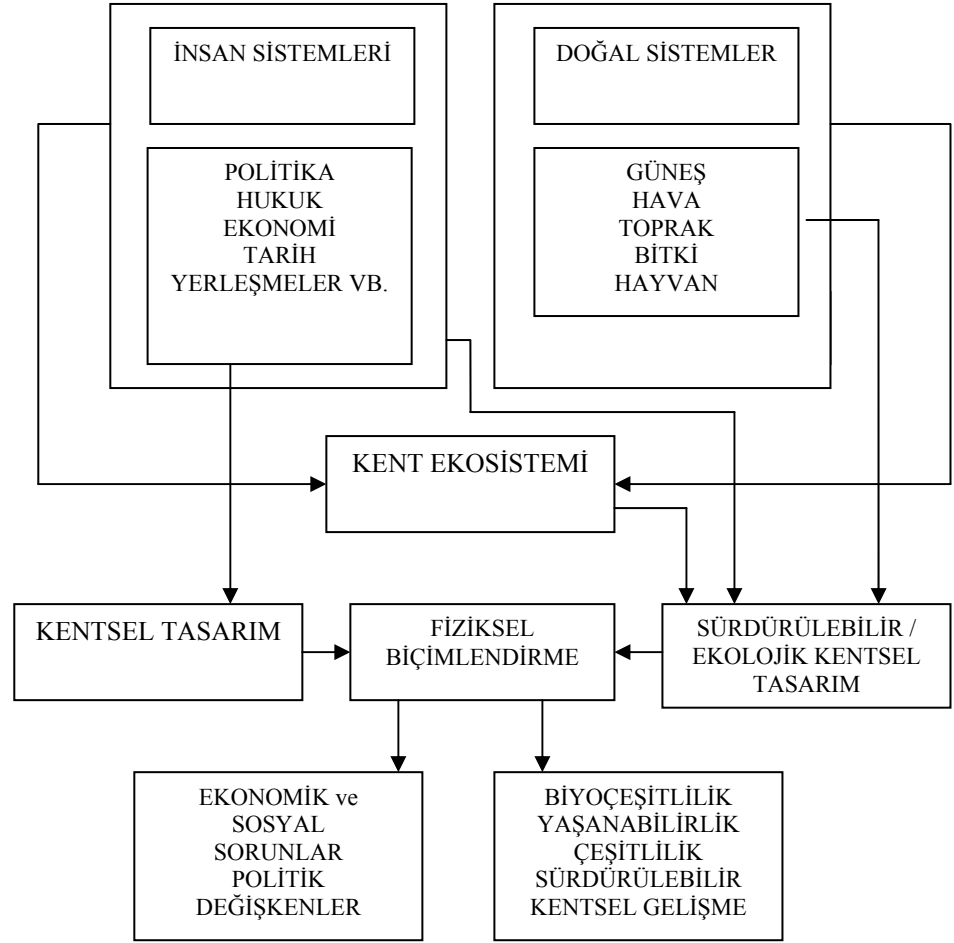 İNSAN SİSTEMLERİ
DOĞAL SİSTEMLER
POLİTİKA
HUKUK
EKONOMİ
TARİH
YERLEŞMELER VB.
GÜNEŞ
HAVA
TOPRAK
BİTKİ
HAYVAN
KENT EKOSİSTEMİ
KENTSEL TASARIM
FİZİKSEL
BİÇİMLENDİRME
SÜRDÜRÜLEBİLİR /
EKOLOJİK KENTSEL
TASARIM
EKONOMİK ve
SOSYAL
SORUNLAR
POLİTİK
DEĞİŞKENLER
BİYOÇEŞİTLİLİK
YAŞANABİLİRLİK
ÇEŞİTLİLİK
SÜRDÜRÜLEBİLİR
KENTSEL GELİŞME